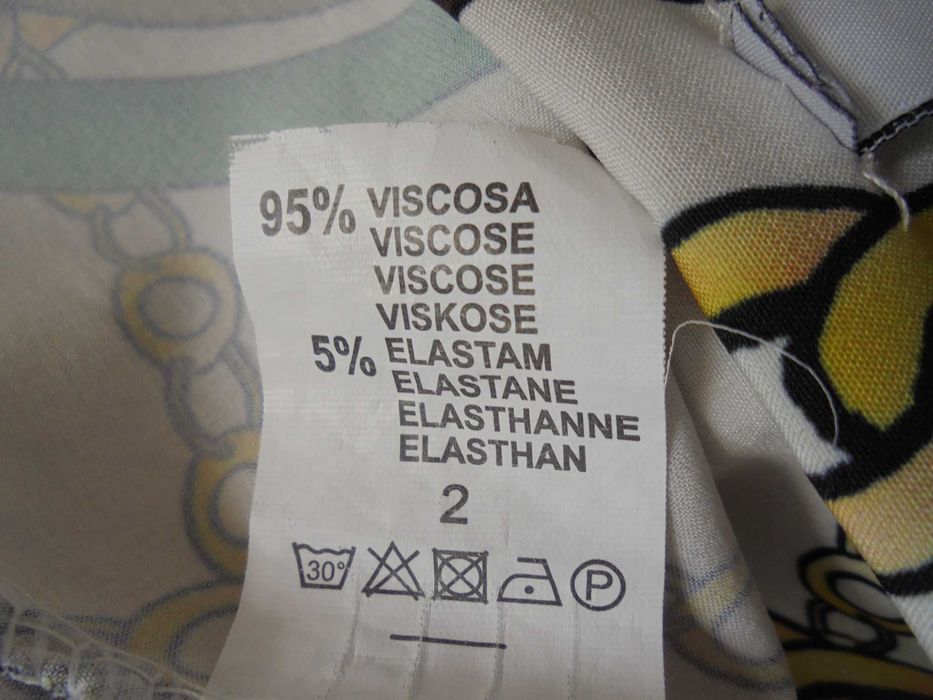 95% VISCOSA
VISCOSE
VISCOSE
VISKOSE
5% ELASTAM
ELASTANE
ELASTHANNE
ELASTHAN
2
30°
P